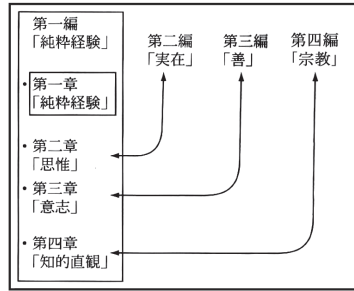 第一編
「純粋経験」
・第一章
「純粋経験」
・第二章
「思惟」
・第三章
「意志」
・第四章
「知的直観」
第二編
「実在」
第三編
「善」
第四編
「宗教」